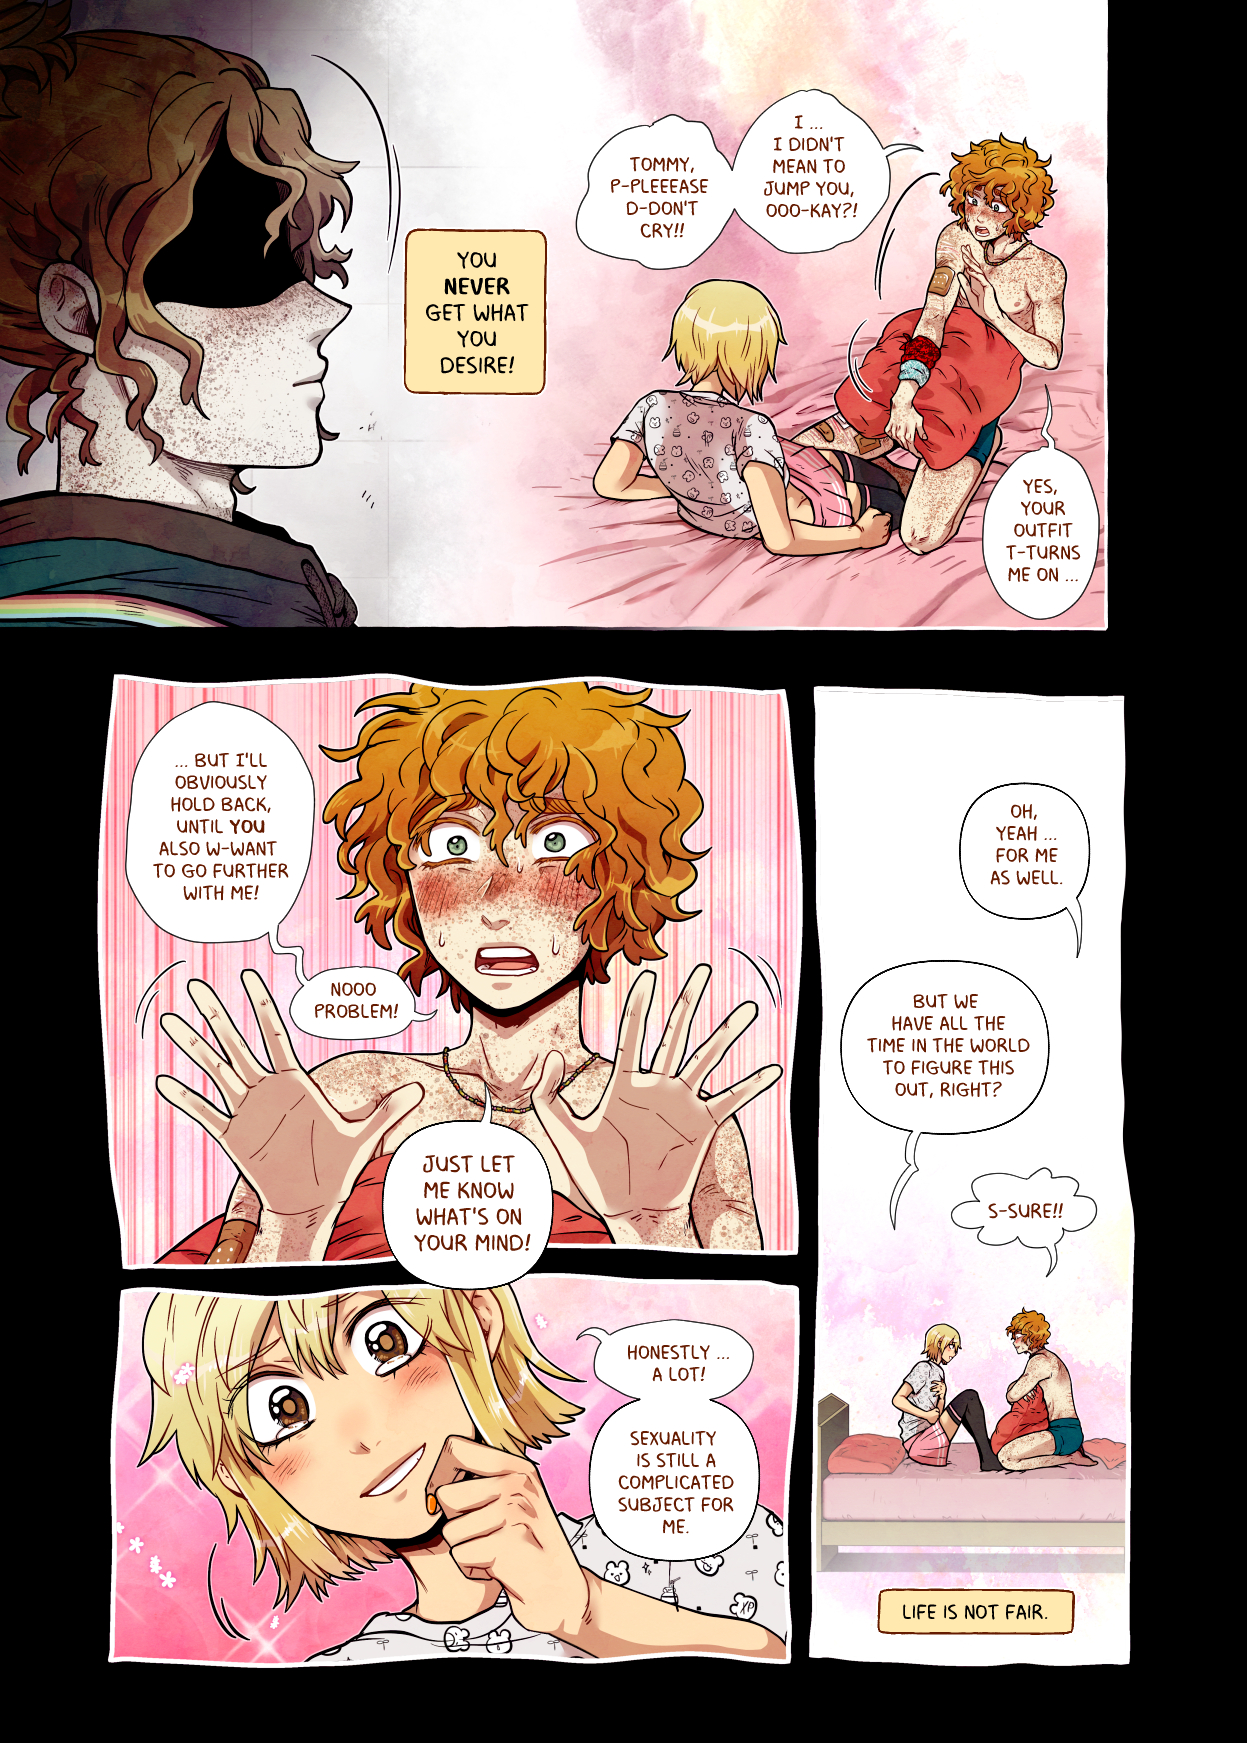 YOU
NEVER
GET WHAT
YOU
DESIRE!
TOMMY,
P-PLEEEASE
D-DON'T
CRY!!
I ...
I DIDN'T
MEAN TO
JUMP YOU,
OOO-KAY?!
YES,
YOUR
OUTFIT
T-TURNS
ME ON ...
... BUT I'LL
OBVIOUSLY
HOLD BACK,
UNTIL YOU
ALSO W-WANT
TO GO FURTHER
WITH ME!
NOOO
PROBLEM!
JUST LET
ME KNOW
WHAT'S ON
YOUR MIND!
HONESTLY ...
A LOT!
SEXUALITY
IS STILL A
COMPLICATED
SUBJECT FOR
ME.
XP
OH,
YEAH ...
FOR ME
AS WELL.
BUT WE
HAVE ALL THE
TIME IN THE WORLD
TO FIGURE THIS
OUT, RIGHT?
S-SURE!!
LIFE IS NOT FAIR.